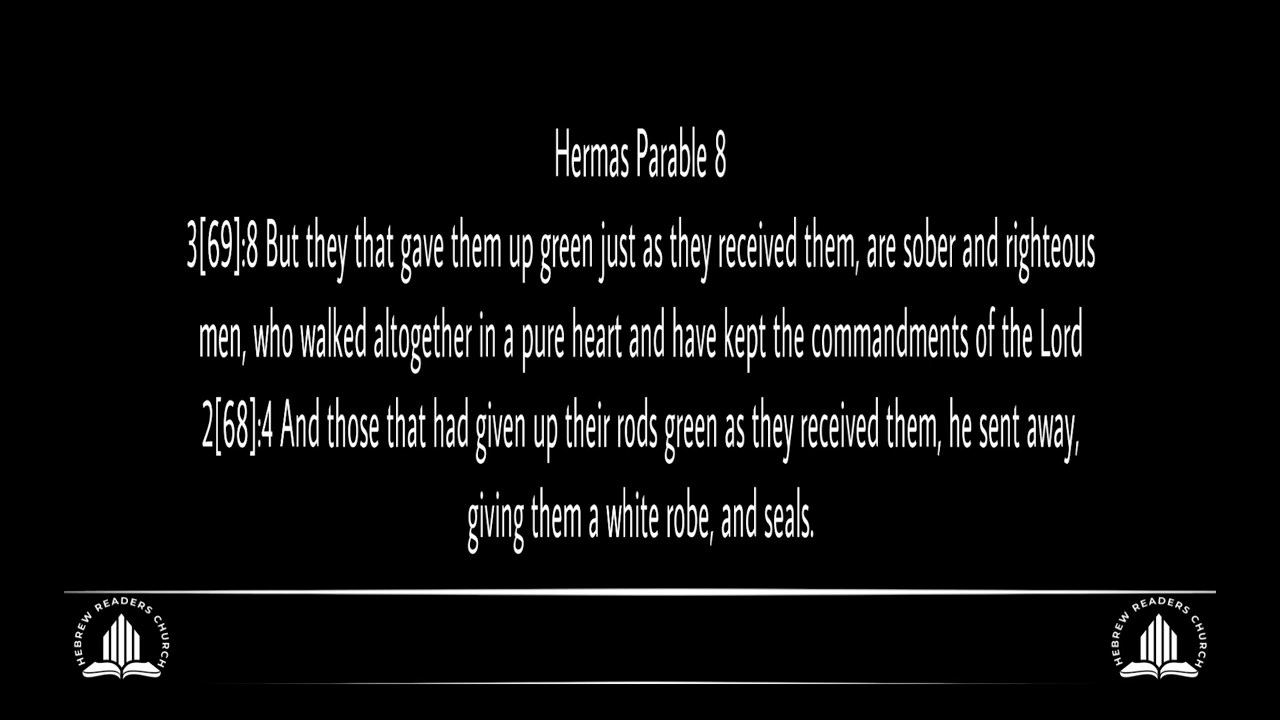 Hermas Parable 8
3[69]:8 But they that gave them up green just as they received them, are sober and righteous
men, who walked altogether in a pure heart and have kept the commandments of the Lord
2[68]:4 And those that had given up their rods green as they received them, he sent away,
giving them a white robe, and seals.
HEBREW READERS CHURCH
HEBREW READERS CHURCH